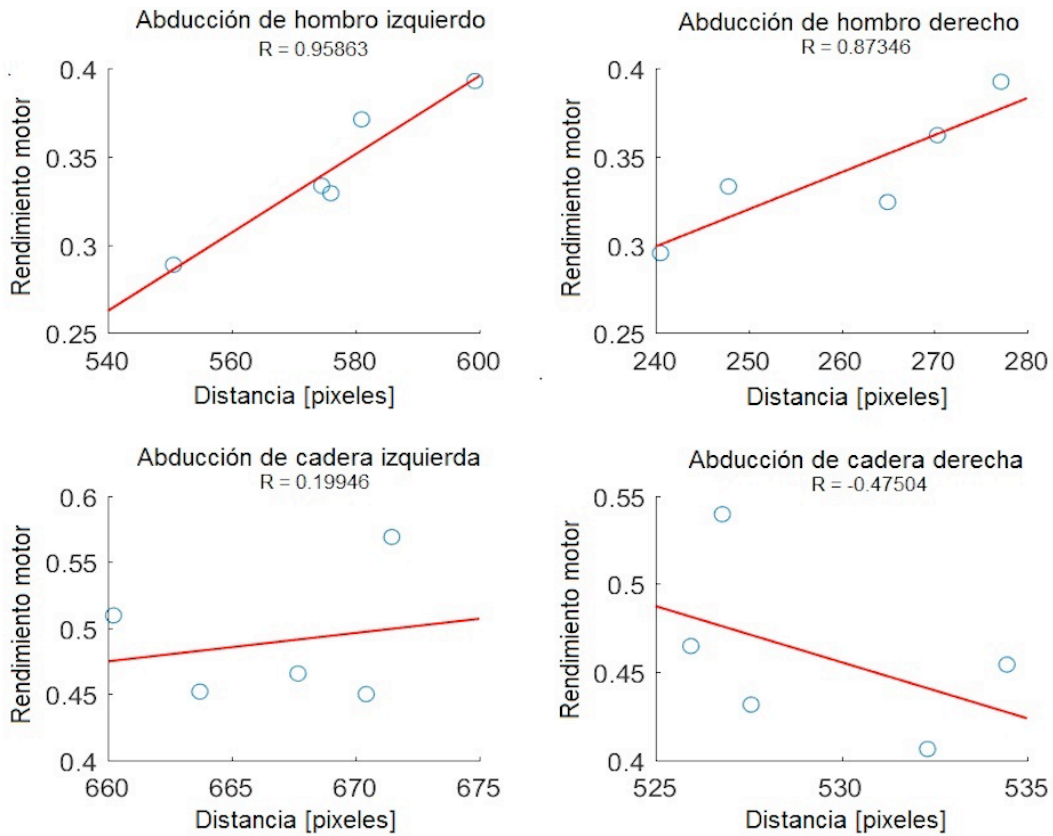 Abducción de hombro izquierdo
R = 0.95863
0.4
0.35
0.3
0.25
540
560
580
600
Rendimiento motor
Distancia [pixeles]
Abducción de hombro derecho
R = 0.87346
0.4
0.35
0.3
0.25
240
250
260
270
280
Rendimiento motor
Distancia [pixeles]
Abducción de cadera izquierda
R = 0.19946
0.6
0.55
0.5
0.45
0.4
660
665
670
675
Rendimiento motor
Distancia [pixeles]
Abducción de cadera derecha
R = -0.47504
0.55
0.5
0.45
0.4
525
530
535
Rendimiento motor
Distancia [pixeles]